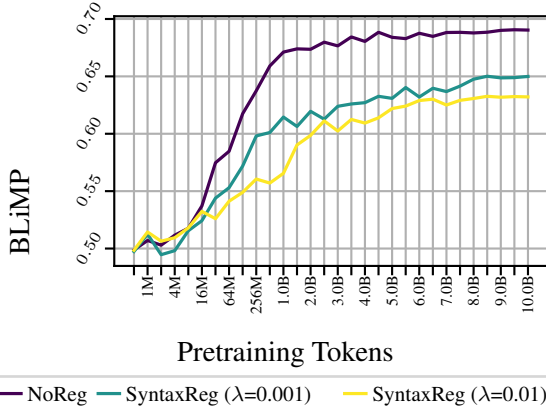 0.70
0.65
0.60
0.55
0.50
BLiMP
1M
4M
16M
64M
256M
1.0B
2.0B
3.0B
4.0B
5.0B
6.0B
7.0B
8.0B
9.0B
10.0B
Pretraining Tokens
NoReg
SyntaxReg (λ=0.001)
SyntaxReg (λ=0.01)